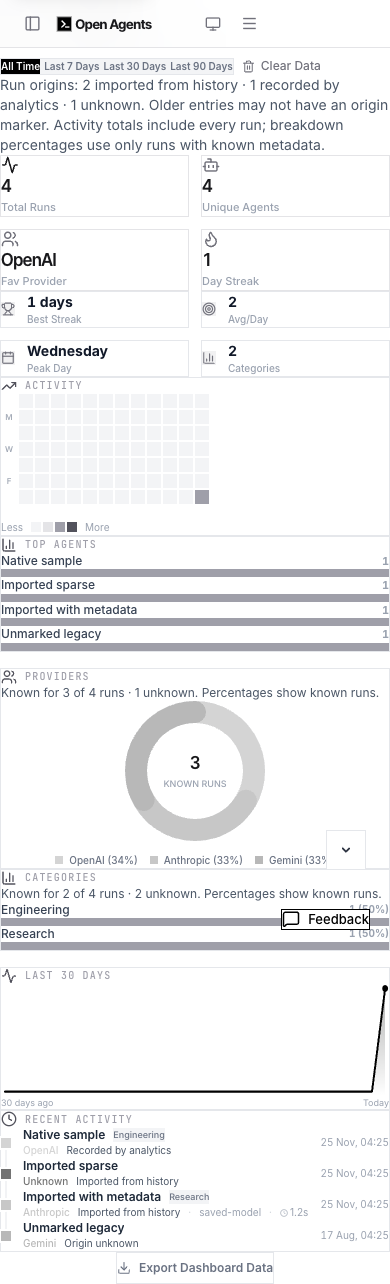 Open Agents
All Time Last 7 Days Last 30 Days Last 90 Days Clear Data
Run origins: 2 imported from history · 1 recorded by
analytics · 1 unknown. Older entries may not have an origin
marker. Activity totals include every run; breakdown
percentages use only runs with known metadata.
4
Total Runs
4
Unique Agents
OpenAI
Fav Provider
1
Day Streak
1 days
Best Streak
2
Avg/Day
Wednesday
Peak Day
2
Categories
ACTIVITY
M
W
F
Less More
TOP AGENTS
Native sample 1
Imported sparse 1
Imported with metadata 1
Unmarked legacy 1
PROVIDERS
Known for 3 of 4 runs · 1 unknown. Percentages show known runs.
3
KNOWN RUNS
OpenAI (34%) Anthropic (33%) Gemini (33%
CATEGORIES
Known for 2 of 4 runs · 2 unknown. Percentages show known runs.
Engineering 1 (50%)
Feedback
Research 1 (50%)
LAST 30 DAYS
30 days ago Today
RECENT ACTIVITY
Native sample Engineering 25 Nov, 04:25
OpenAI Recorded by analytics
Imported sparse 25 Nov, 04:25
Unknown Imported from history
Imported with metadata Research 25 Nov, 04:25
Anthropic Imported from history · saved-model · 1.2s
Unmarked legacy 17 Aug, 04:25
Gemini Origin unknown
Export Dashboard Data